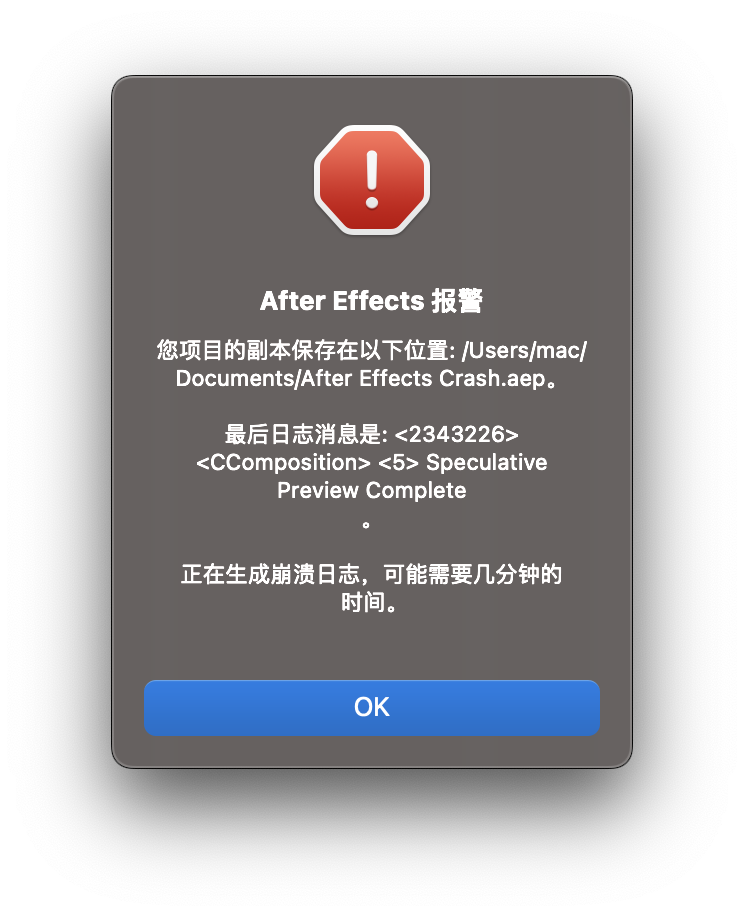 After Effects 报警
您项目的副本保存在以下位置: /Users/mac/
Documents/After Effects Crash.aep。
最后日志消息是: <2343226>
<CComposition> <5> Speculative
Preview Complete
。
正在生成崩溃日志，可能需要几分钟的
时间。
OK